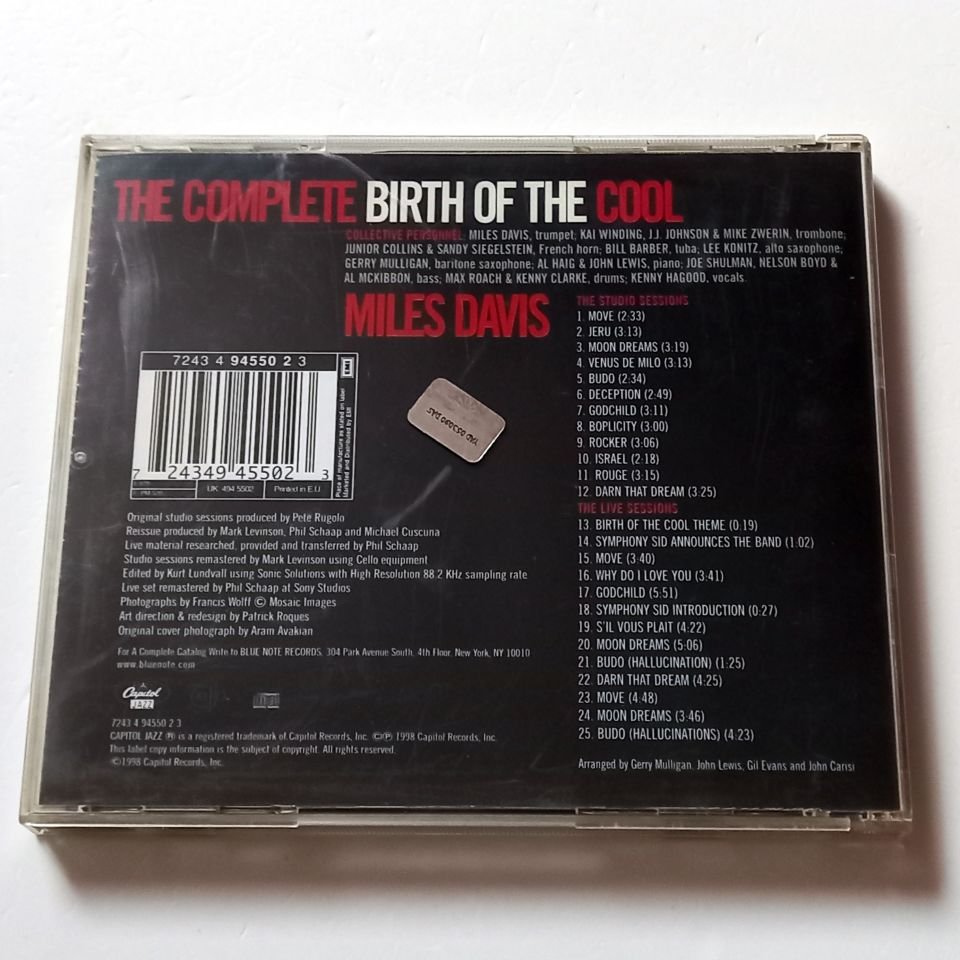 THE COMPLETE BIRTH OF THE COOL
COLLECTIVE PERSONNEL: MILES DAVIS, trumpet; KAI WINDING, J.J. JOHNSON & MIKE ZWERIN, trombone;
JUNIOR COLLINS & SANDY SIEGELSTEIN, French horn; BILL BARBER, tuba; LEE KONITZ, alto saxophone;
GERRY MULLIGAN, baritone saxophone; AL HAIG & JOHN LEWIS, piano; JOE SHULMAN, NELSON BOYD &
AL MCKIBBON, bass; MAX ROACH & KENNY CLARKE, drums; KENNY HAGOOD, vocals.
MILES DAVIS
7243 4 94550 2 3
EMI
Place of manufacture as stated on label
Marketed and Distributed by EMI
7 24349 45502 3
UK: 494 5502
Printed in E.U.
YAD 053090 DAS
THE STUDIO SESSIONS
1. MOVE (2:33)
2. JERU (3:13)
3. MOON DREAMS (3:19)
4. VENUS DE MILO (3:13)
5. BUDO (2:34)
6. DECEPTION (2:49)
7. GODCHILD (3:11)
8. BOPLICITY (3:00)
9. ROCKER (3:06)
10. ISRAEL (2:18)
11. ROUGE (3:15)
12. DARN THAT DREAM (3:25)
THE LIVE SESSIONS
13. BIRTH OF THE COOL THEME (0:19)
14. SYMPHONY SID ANNOUNCES THE BAND (1:02)
15. MOVE (3:40)
16. WHY DO I LOVE YOU (3:41)
17. GODCHILD (5:51)
18. SYMPHONY SID INTRODUCTION (0:27)
19. S'IL VOUS PLAIT (4:22)
20. MOON DREAMS (5:06)
21. BUDO (HALLUCINATION) (1:25)
22. DARN THAT DREAM (4:25)
23. MOVE (4:48)
24. MOON DREAMS (3:46)
25. BUDO (HALLUCINATIONS) (4:23)
Arranged by Gerry Mulligan, John Lewis, Gil Evans and John Carisi
Original studio sessions produced by Pete Rugolo
Reissue produced by Mark Levinson, Phil Schaap and Michael Cuscuna
Live material researched, provided and transferred by Phil Schaap
Studio sessions remastered by Mark Levinson using Cello equipment
Edited by Kurt Lundvall using Sonic Solutions with High Resolution 88.2 KHz sampling rate
Live set remastered by Phil Schaap at Sony Studios
Photographs by Francis Wolff © Mosaic Images
Art direction & redesign by Patrick Roques
Original cover photograph by Aram Avakian
For A Complete Catalog Write to BLUE NOTE RECORDS, 304 Park Avenue South, 4th Floor, New York, NY 10010
www.bluenote.com
Capitol
JAZZ
7243 4 94550 2 3
CAPITOL JAZZ ® is a registered trademark of Capitol Records, Inc. ©℗ 1998 Capitol Records, Inc.
This label copy information is the subject of copyright. All rights reserved.
©1998 Capitol Records, Inc.